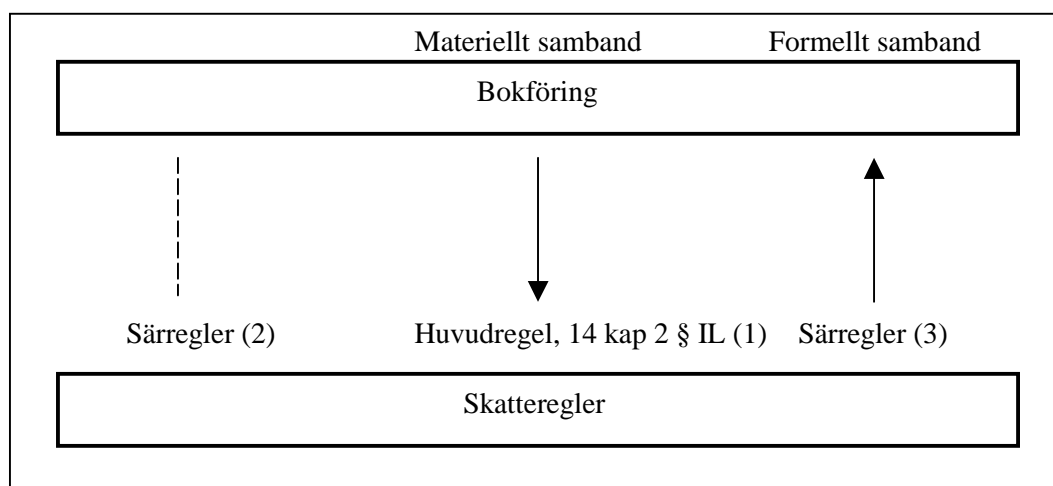 Materiellt samband Formellt samband
Bokföring
Särregler (2) Huvudregel, 14 kap 2 § IL (1) Särregler (3)
Skatteregler